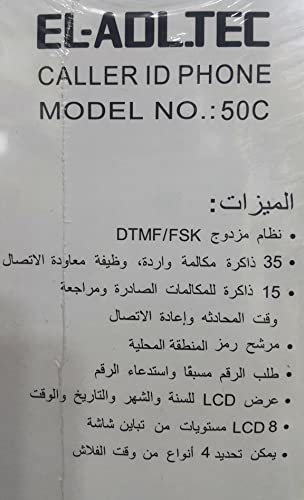 EL-ADL.TEC
CALLER ID PHONE
MODEL NO.:50C
الميزات:
• نظام مزدوج DTMF/FSK
• 35 ذاكرة مكالمة واردة، وظيفة معاودة الاتصال
• 15 ذاكرة للمكالمات الصادرة ومراجعة
وقت المحادثه وإعادة الاتصال
• مرشح رمز المنطقة المحلية
• طلب الرقم مسبقا واستدعاء الرقم
• عرض LCD للسنة والشهر والتاريخ والوقت
• 8 LCD مستويات من تباين شاشة
• يمكن تحديد 4 أنواع من وقت الفلاش